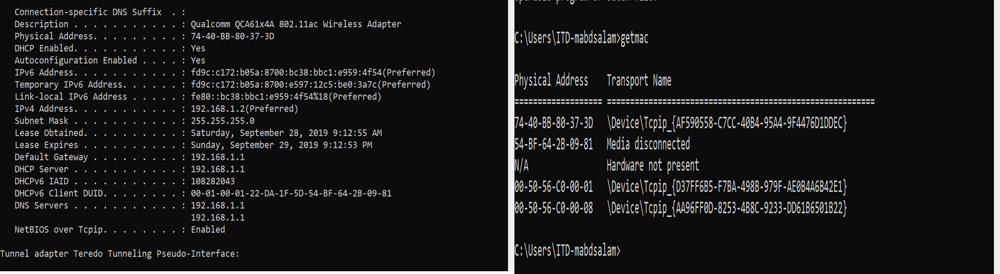 Connection-specific DNS Suffix  . :
Description . . . . . . . . . . . : Qualcomm QCA61x4A 802.11ac Wireless Adapter
Physical Address. . . . . . . . . : 74-40-BB-80-37-3D
DHCP Enabled. . . . . . . . . . . : Yes
Autoconfiguration Enabled . . . . : Yes
IPv6 Address. . . . . . . . . . . : fd9c:c172:b05a:8700:bc38:bbc1:e959:4f54(Preferred)
Temporary IPv6 Address. . . . . . : fd9c:c172:b05a:8700:e597:12c5:be0:3a7c(Preferred)
Link-local IPv6 Address . . . . . : fe80::bc38:bbc1:e959:4f54%18(Preferred)
IPv4 Address. . . . . . . . . . . : 192.168.1.2(Preferred)
Subnet Mask . . . . . . . . . . . : 255.255.255.0
Lease Obtained. . . . . . . . . . : Saturday, September 28, 2019 9:12:55 AM
Lease Expires . . . . . . . . . . : Sunday, September 29, 2019 9:12:53 PM
Default Gateway . . . . . . . . . : 192.168.1.1
DHCP Server . . . . . . . . . . . : 192.168.1.1
DHCPv6 IAID . . . . . . . . . . . : 108282043
DHCPv6 Client DUID. . . . . . . . : 00-01-00-01-22-DA-1F-5D-54-BF-64-2B-09-81
DNS Servers . . . . . . . . . . . : 192.168.1.1
192.168.1.1
NetBIOS over Tcpip. . . . . . . . : Enabled
Tunnel adapter Teredo Tunneling Pseudo-Interface:
C:\Users\ITD-mabdsalam>getmac
Physical Address    Transport Name
=================== ==========================================================
74-40-BB-80-37-3D   \Device\Tcpip_{AF590558-C7CC-40B4-95A4-9F4476D1DDEC}
54-BF-64-2B-09-81   Media disconnected
N/A                 Hardware not present
00-50-56-C0-00-01   \Device\Tcpip_{D37FF6B5-F7BA-498B-979F-AE0B4A6B42E1}
00-50-56-C0-00-08   \Device\Tcpip_{AA96FF0D-8253-4B8C-9233-DD61B6501B22}
C:\Users\ITD-mabdsalam>